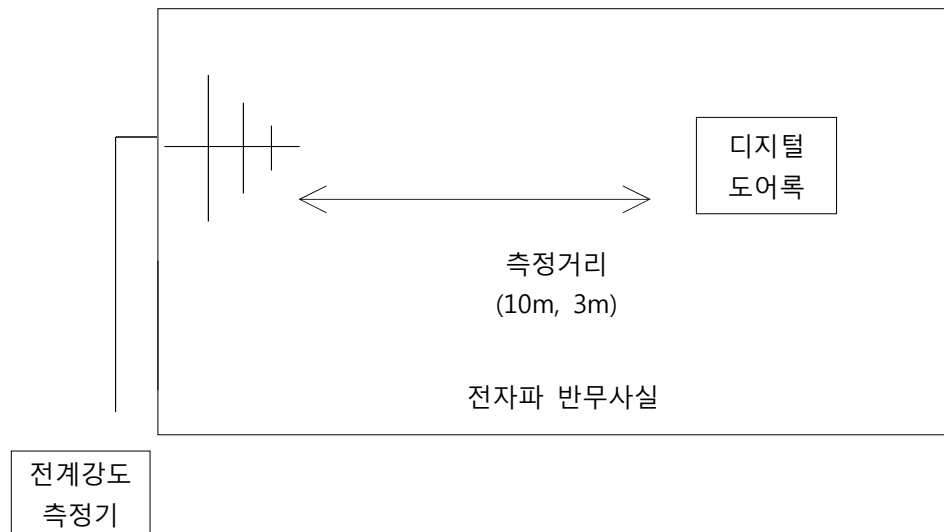 디지털
도어록
측정거리
(10m, 3m)
전자파 반무사실
전계강도
측정기